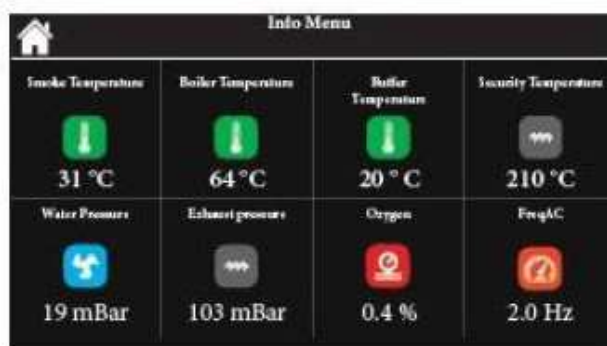 Info Menu
Smoke Temperature
Boiler Temperature
Buffer
Temperature
Security Temperature
31 °C
64 °C
20 ° C
210 °C
Water Pressure
Exhaust pressure
Oxygen
FreqAC
19 mBar
103 mBar
0.4 %
2.0 Hz